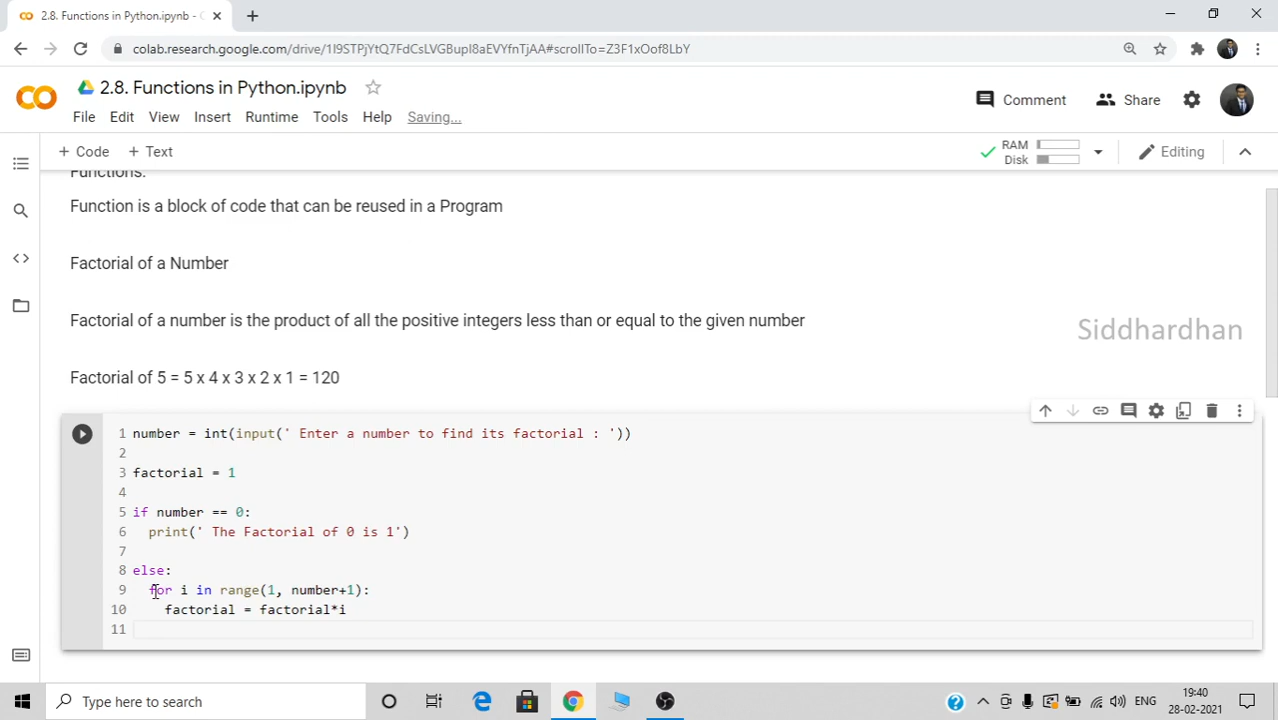 2.8. Functions in Python.ipynb - C
colab.research.google.com/drive/1I9STPjYtQ7FdCsLVGBupI8aEVYfnTjAA#scrollTo=Z3F1xOof8LbY
2.8. Functions in Python.ipynb
Comment
Share
File Edit View Insert Runtime Tools Help Saving...
+ Code + Text
RAM
Disk
Editing
Functions:
Function is a block of code that can be reused in a Program
Factorial of a Number
Factorial of a number is the product of all the positive integers less than or equal to the given number
Siddhardhan
Factorial of 5 = 5 x 4 x 3 x 2 x 1 = 120
1 number = int(input(' Enter a number to find its factorial : '))
2
3 factorial = 1
4
5 if number == 0:
6   print(' The Factorial of 0 is 1')
7
8 else:
9   for i in range(1, number+1):
10     factorial = factorial*i
11
Type here to search
ENG
19:40
28-02-2021